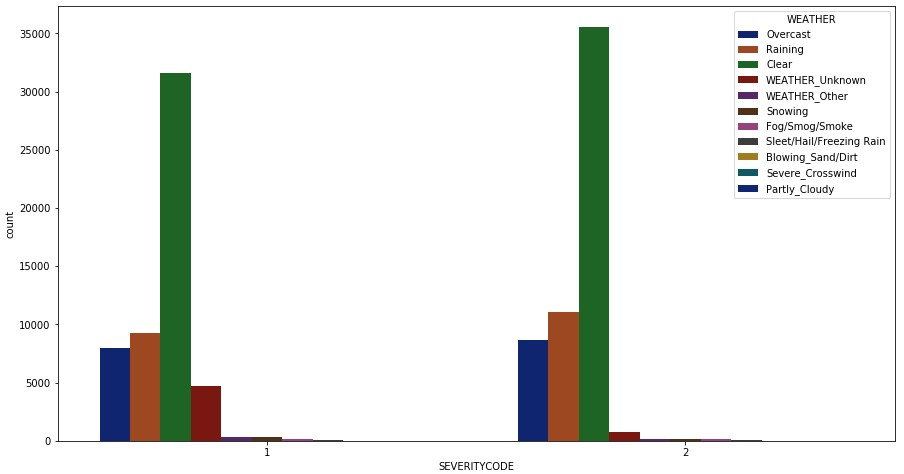 WEATHER
Overcast
Raining
Clear
WEATHER_Unknown
WEATHER_Other
Snowing
Fog/Smog/Smoke
Sleet/Hail/Freezing Rain
Blowing_Sand/Dirt
Severe_Crosswind
Partly_Cloudy
35000
30000
25000
20000
15000
10000
5000
0
count
1
2
SEVERITYCODE